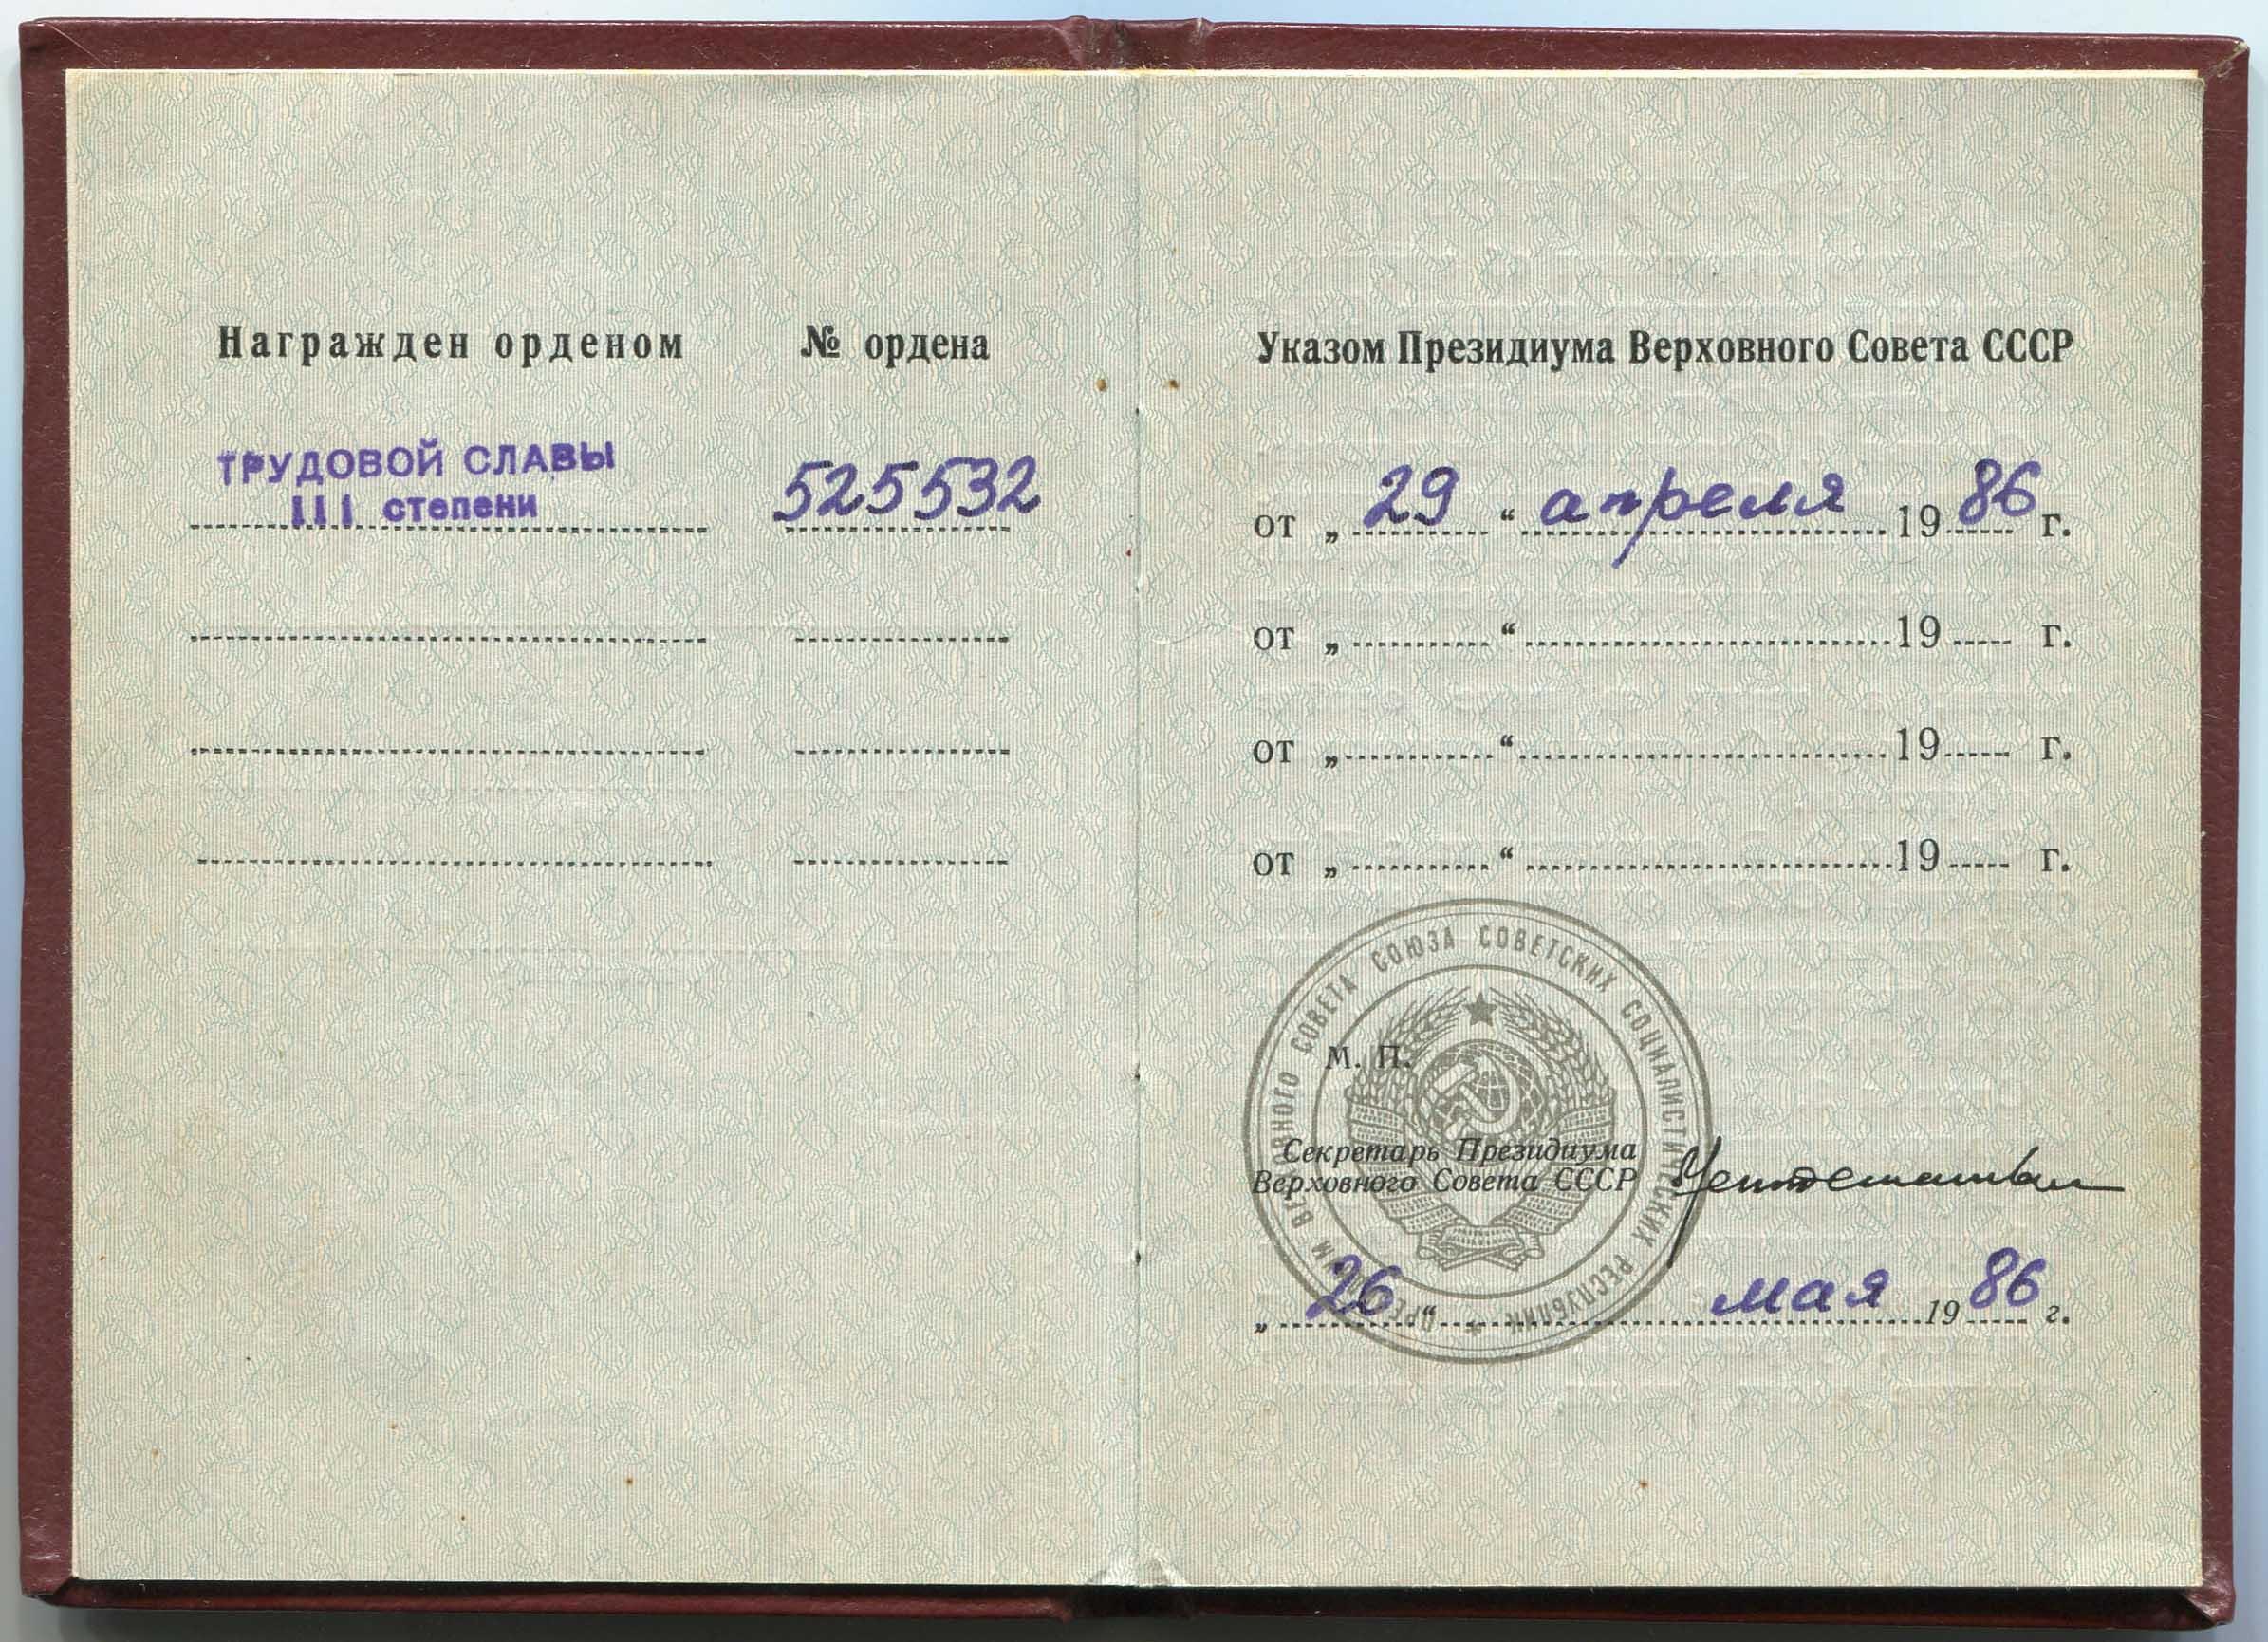 Награжден орденом
№ ордена
ТРУДОВОЙ СЛАВЫ
III степени
525532
Указом Президиума Верховного Совета СССР
от „ 29 “ апреля 1986 г.
от „ “ 19 г.
от „ “ 19 г.
от „ “ 19 г.
ПРЕЗИДИУМ ВЕРХОВНОГО СОВЕТА СОЮЗА СОВЕТСКИХ СОЦИАЛИСТИЧЕСКИХ РЕСПУБЛИК
М. П.
Секретарь Президиума
Верховного Совета СССР
„ 26 “ мая 1986 г.